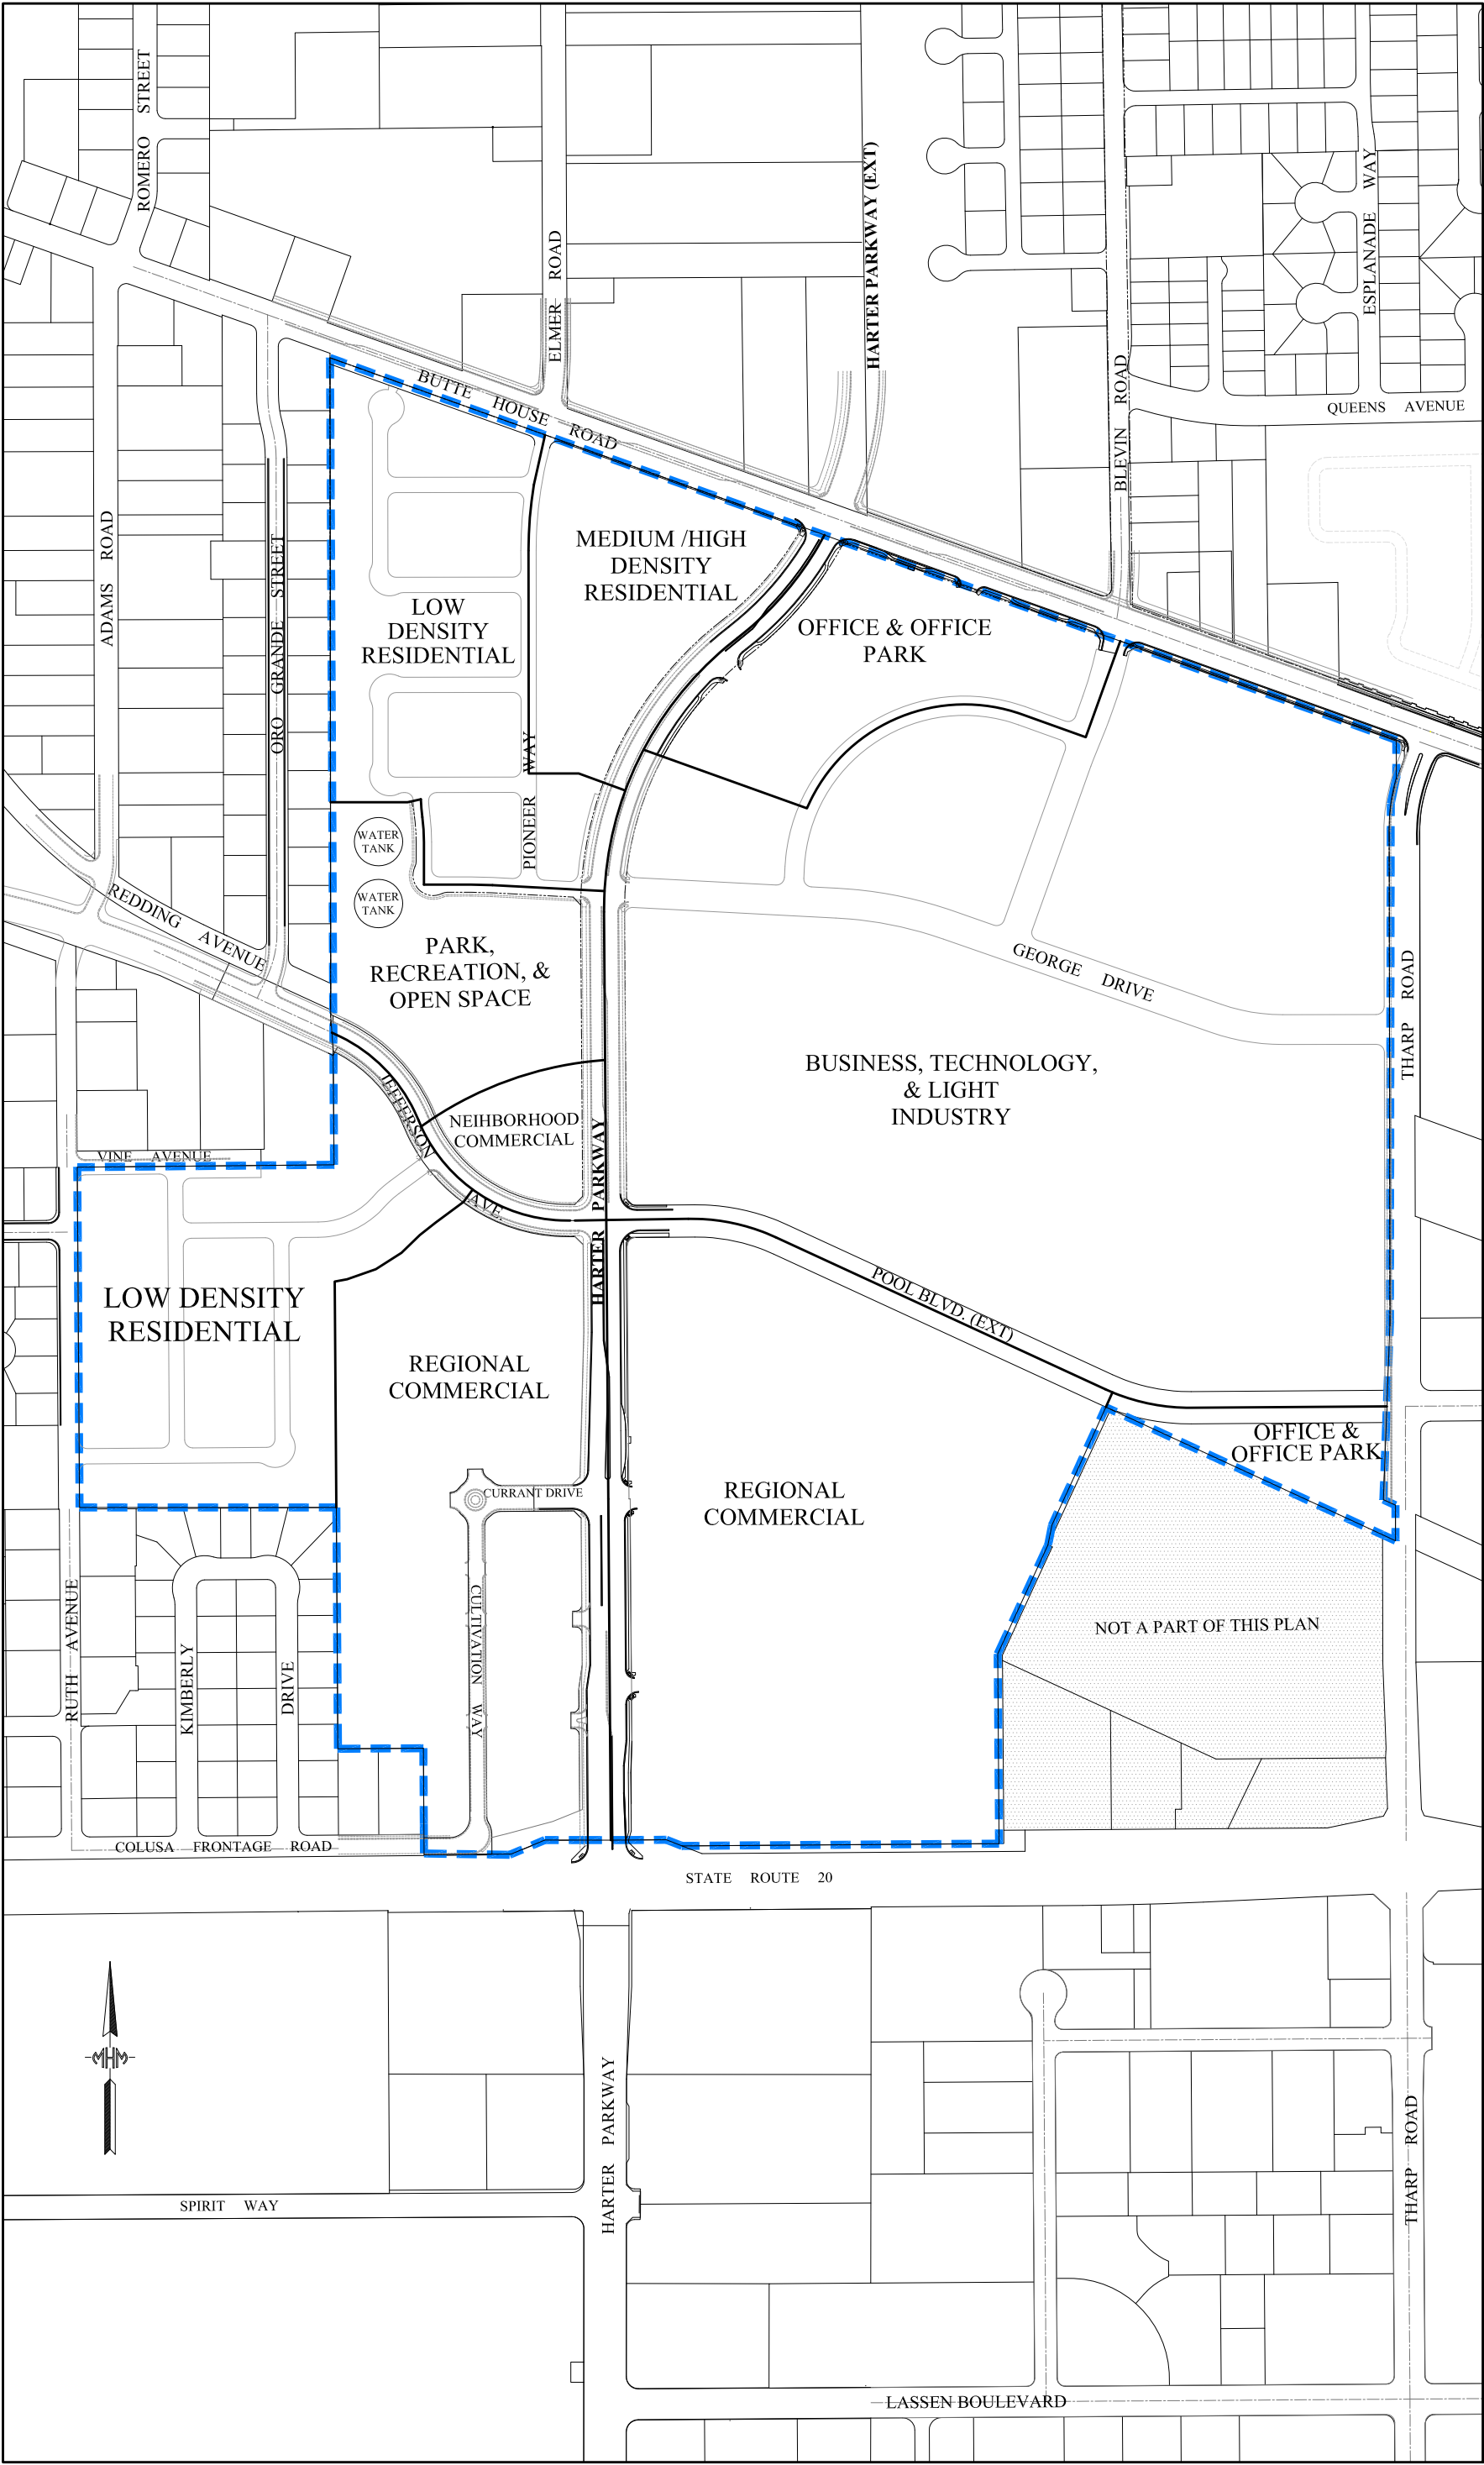 ROMERO STREET
ELMER ROAD
HARTER PARKWAY (EXT)
ESPLANADE WAY
BLEVIN ROAD
QUEENS AVENUE
BUTTE HOUSE ROAD
ADAMS ROAD
ORO GRANDE STREET
MEDIUM /HIGH
DENSITY
RESIDENTIAL
LOW
DENSITY
RESIDENTIAL
OFFICE & OFFICE
PARK
PIONEER WAY
WATER
TANK
WATER
TANK
REDDING AVENUE
PARK,
RECREATION, &
OPEN SPACE
GEORGE DRIVE
THARP ROAD
BUSINESS, TECHNOLOGY,
& LIGHT
INDUSTRY
JEFFERSON AVE.
NEIHBORHOOD
COMMERCIAL
HARTER PARKWAY
VINE AVENUE
LOW DENSITY
RESIDENTIAL
POOL BLVD. (EXT)
REGIONAL
COMMERCIAL
OFFICE &
OFFICE PARK
CURRANT DRIVE
REGIONAL
COMMERCIAL
CULTIVATION WAY
RUTH AVENUE
KIMBERLY
DRIVE
NOT A PART OF THIS PLAN
COLUSA FRONTAGE ROAD
STATE ROUTE 20
MHM
HARTER PARKWAY
THARP ROAD
SPIRIT WAY
LASSEN BOULEVARD